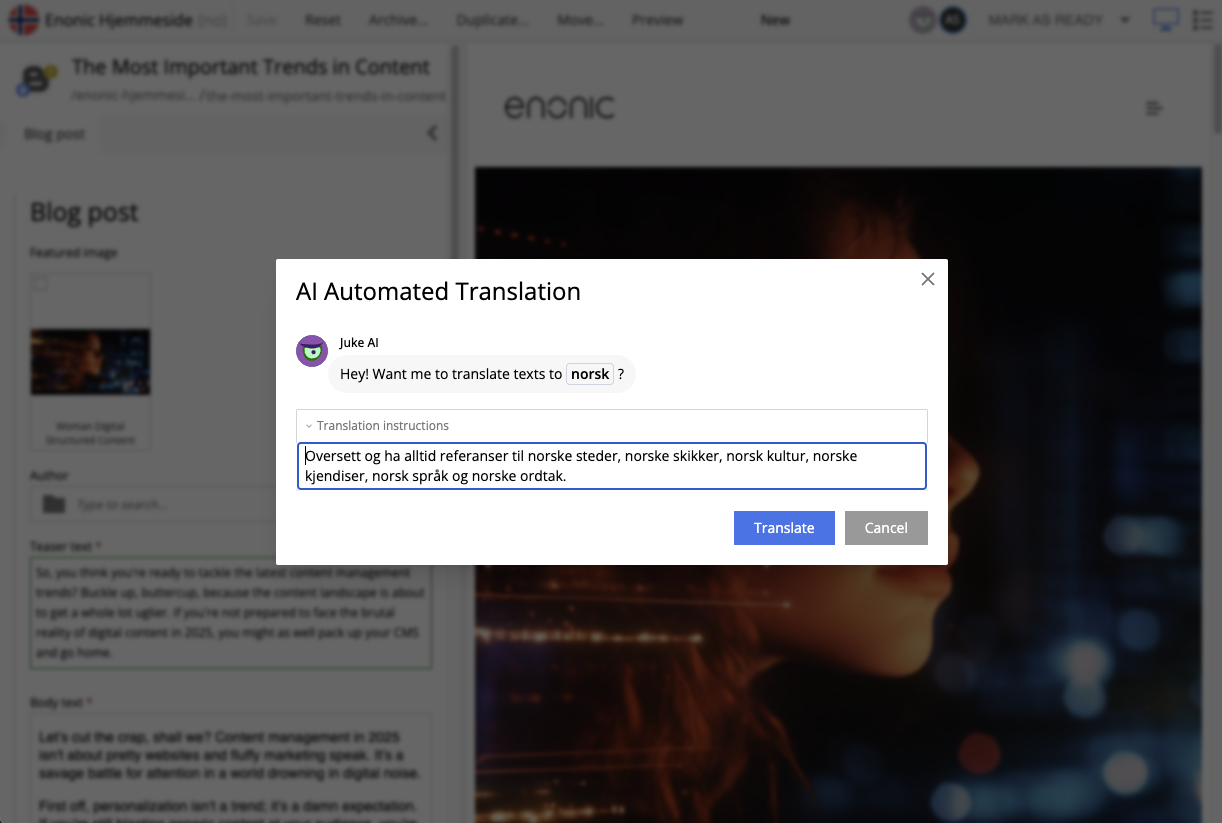 Enonic Hjemmeside (no)
Save
Reset
Archive...
Duplicate...
Move...
Preview
New
AS
MARK AS READY
The Most Important Trends in Content
/enonic-hjemmesi... /the-most-important-trends-in-content
Blog post
enonic
Blog post
Featured image
Woman Digital
Structured Content
Author
Type to search...
Teaser text *
So, you think you're ready to tackle the latest content management
trends? Buckle up, buttercup, because the content landscape is about
to get a whole lot uglier. If you're not prepared to face the brutal
reality of digital content in 2025, you might as well pack up your CMS
and go home.
Body text *
Let's cut the crap, shall we? Content management in 2025
isn't about pretty websites and fluffy marketing speak. It's a
savage battle for attention in a world drowning in digital noise.
First off, personalization isn't a trend; it's a damn expectation.
AI Automated Translation
Juke AI
Hey! Want me to translate texts to norsk ?
Translation instructions
Oversett og ha alltid referanser til norske steder, norske skikker, norsk kultur, norske
kjendiser, norsk språk og norske ordtak.
Translate
Cancel